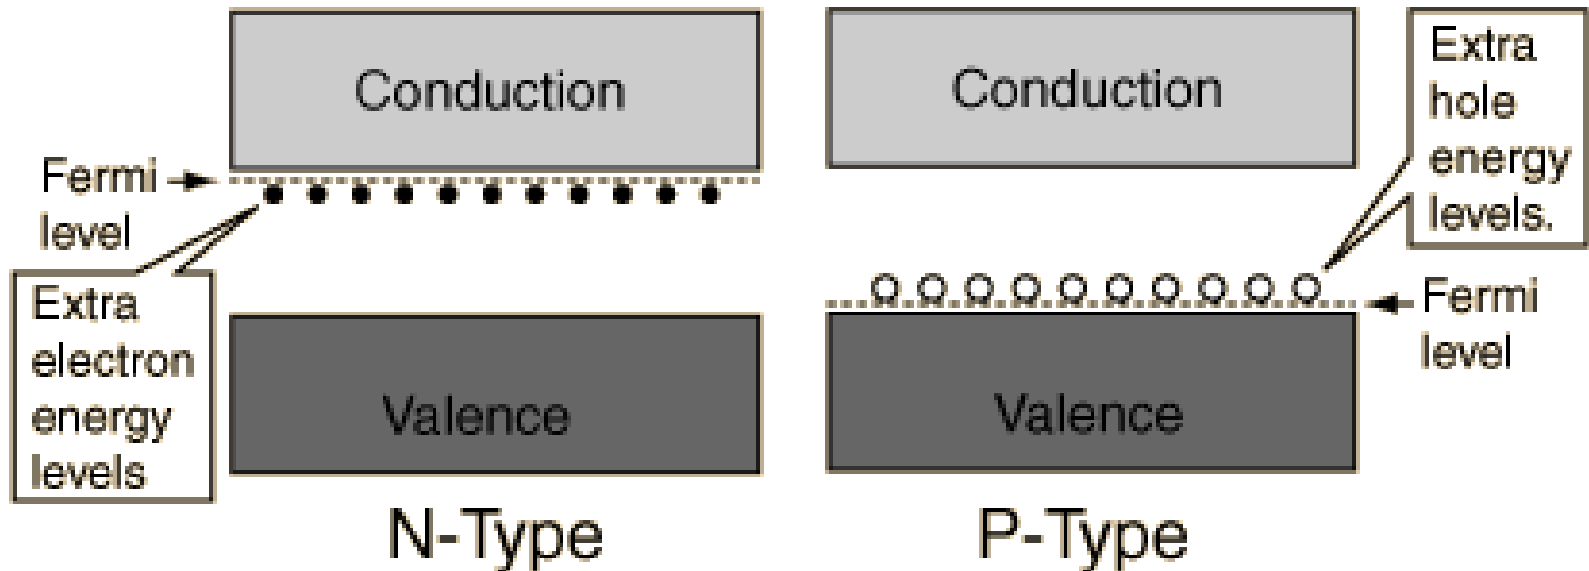 Conduction
Fermi
level
Extra
electron
energy
levels
Valence
N-Type
Conduction
Extra
hole
energy
levels.
Fermi
level
Valence
P-Type